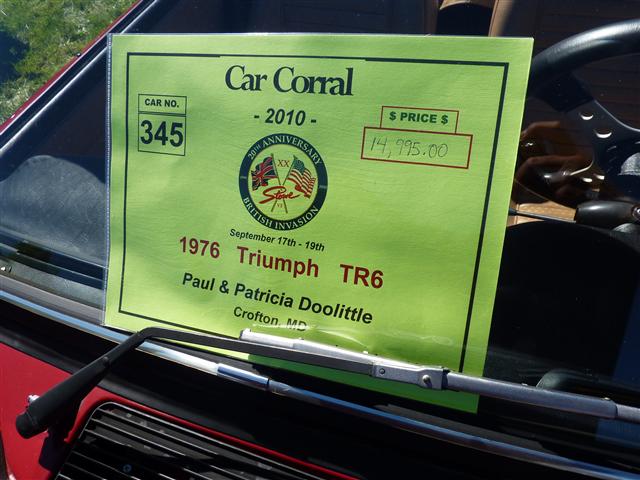 Car Corral
- 2010 -
CAR NO.
345
$ PRICE $
14,995.00
20th ANNIVERSARY
XX
Stowe
VT
BRITISH INVASION
September 17th - 19th
1976 Triumph TR6
Paul & Patricia Doolittle
Crofton, MD